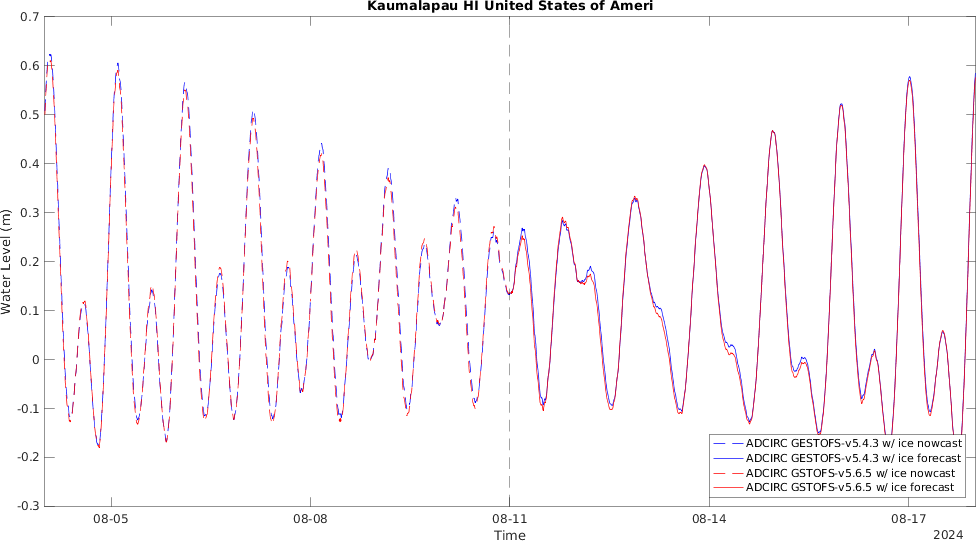 Kaumalapau HI United States of Ameri
0.7
0.6
0.5
0.4
0.3
0.2
0.1
0
-0.1
-0.2
-0.3
Water Level (m)
08-05
08-08
08-11
08-14
08-17
Time
2024
ADCIRC GESTOFS-v5.4.3 w/ ice nowcast
ADCIRC GESTOFS-v5.4.3 w/ ice forecast
ADCIRC GSTOFS-v5.6.5 w/ ice nowcast
ADCIRC GSTOFS-v5.6.5 w/ ice forecast